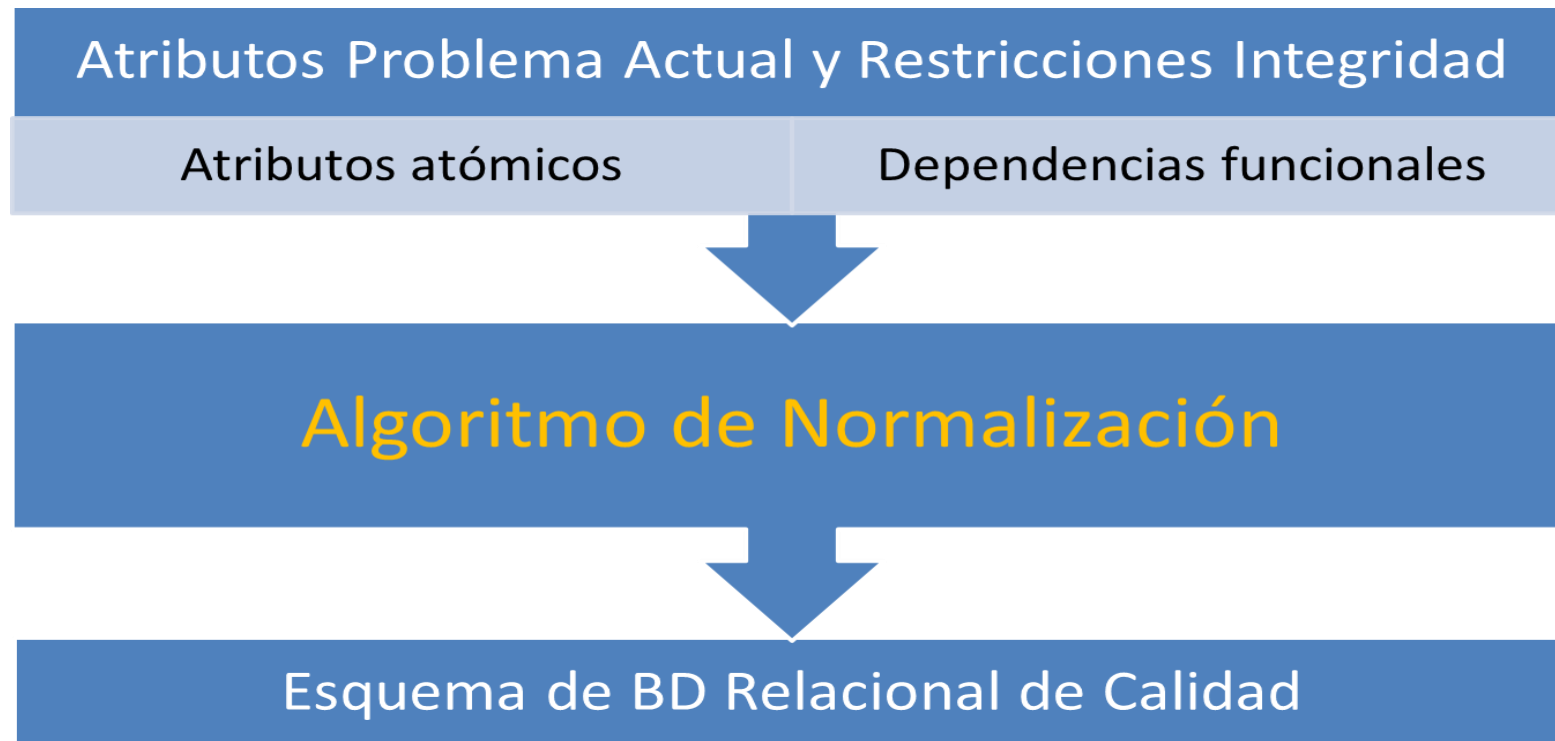 Atributos Problema Actual y Restricciones Integridad
Atributos atómicos
Dependencias funcionales
Algoritmo de Normalización
Esquema de BD Relacional de Calidad